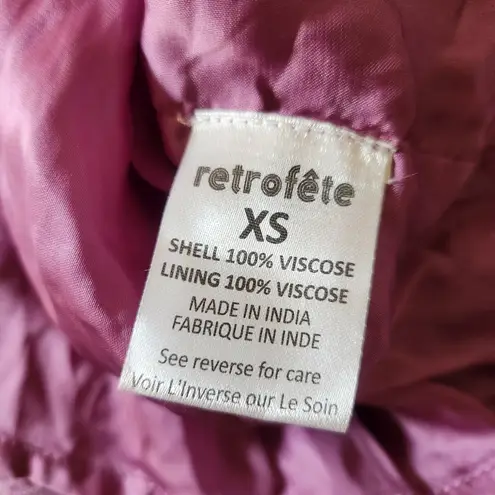 retrofête
XS
SHELL 100% VISCOSE
LINING 100% VISCOSE
MADE IN INDIA
FABRIQUE IN INDE
See reverse for care
Voir L'Inverse our Le Soin